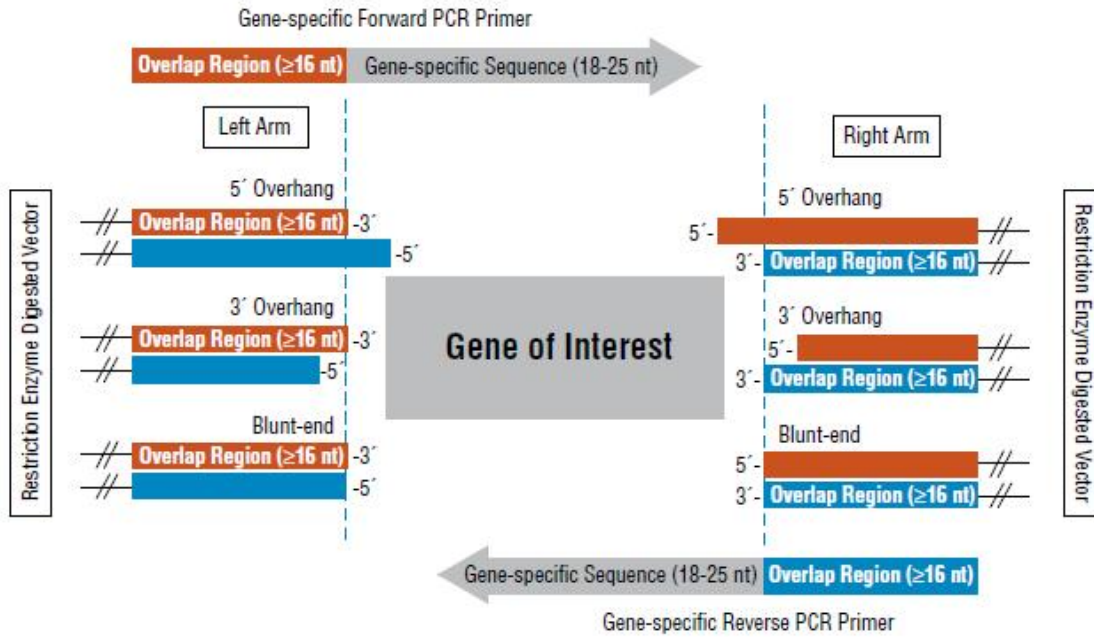 Gene-specific Forward PCR Primer
Overlap Region (≥16 nt) Gene-specific Sequence (18-25 nt)
Left Arm
Right Arm
Restriction Enzyme Digested Vector
5´ Overhang
Overlap Region (≥16 nt) -3´
-5´
3´ Overhang
Overlap Region (≥16 nt) -3´
-5´
Blunt-end
Overlap Region (≥16 nt) -3´
-5´
Gene of Interest
5´ Overhang
5´-
3´- Overlap Region (≥16 nt)
3´ Overhang
5´-
3´- Overlap Region (≥16 nt)
Blunt-end
5´-
3´- Overlap Region (≥16 nt)
Restriction Enzyme Digested Vector
Gene-specific Sequence (18-25 nt) Overlap Region (≥16 nt)
Gene-specific Reverse PCR Primer